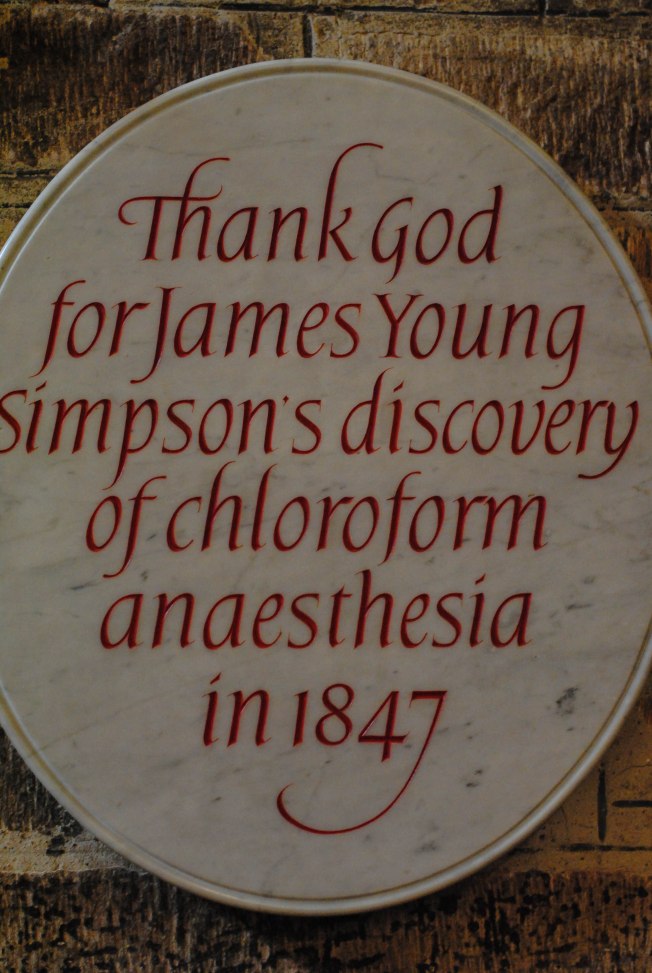 Thank God
for James Young
Simpson's discovery
of chloroform
anaesthesia
in 1847